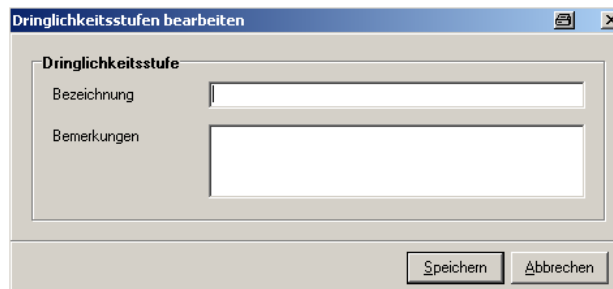 Dringlichkeitsstufen bearbeiten
Dringlichkeitsstufe
Bezeichnung
Bemerkungen
Speichern Abbrechen